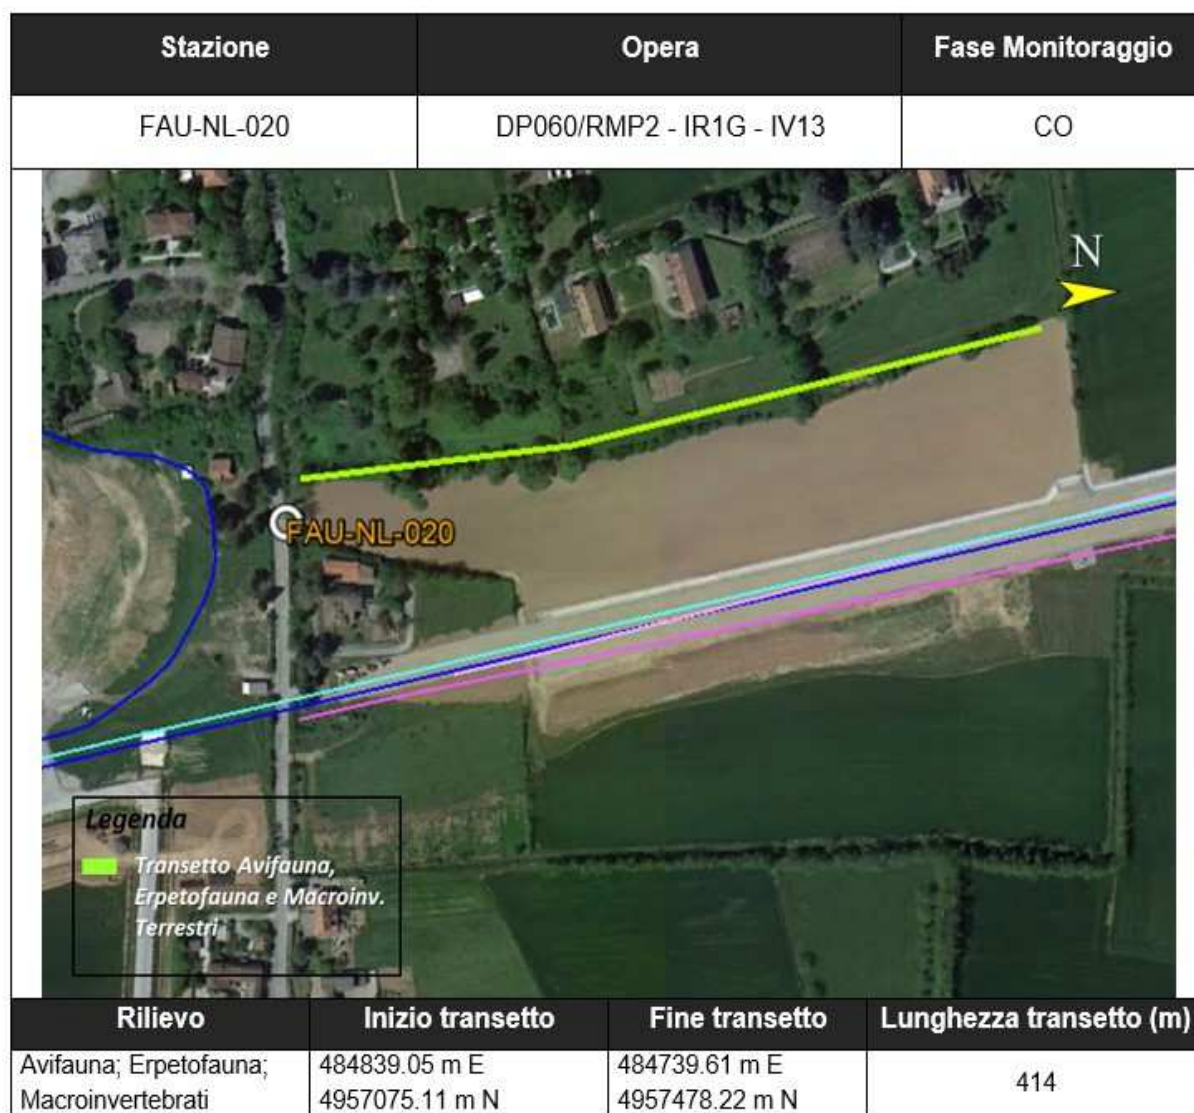 Stazione Opera Fase Monitoraggio
FAU-NL-020 DP060/RMP2 - IR1G - IV13 CO
N
FAU-NL-020
Legenda
Transetto Avifauna,
Erpetofauna e Macroinv.
Terrestri
Rilievo Inizio transetto Fine transetto Lunghezza transetto (m)
Avifauna; Erpetofauna; 484839.05 m E 484739.61 m E 414
Macroinvertebrati 4957075.11 m N 4957478.22 m N